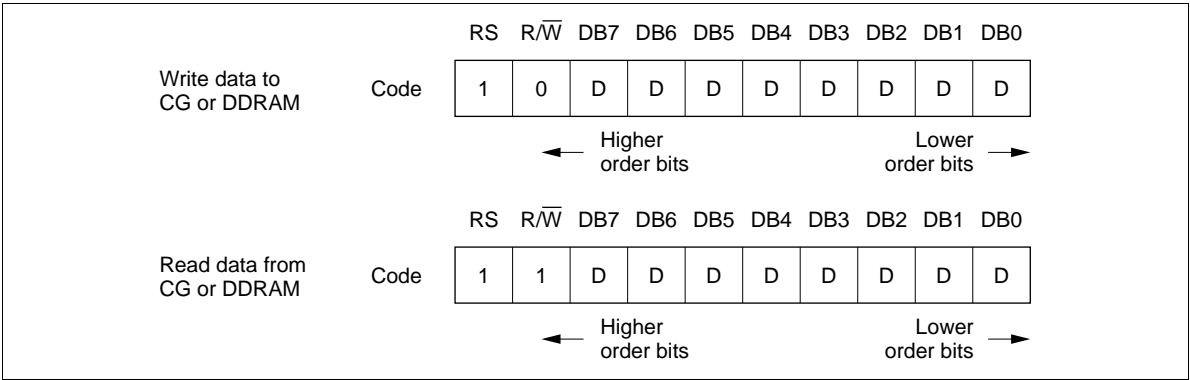 RS R/W̅ DB7 DB6 DB5 DB4 DB3 DB2 DB1 DB0
Write data to
CG or DDRAM
Code 1 0 D D D D D D D D
Higher
order bits
Lower
order bits
RS R/W̅ DB7 DB6 DB5 DB4 DB3 DB2 DB1 DB0
Read data from
CG or DDRAM
Code 1 1 D D D D D D D D
Higher
order bits
Lower
order bits